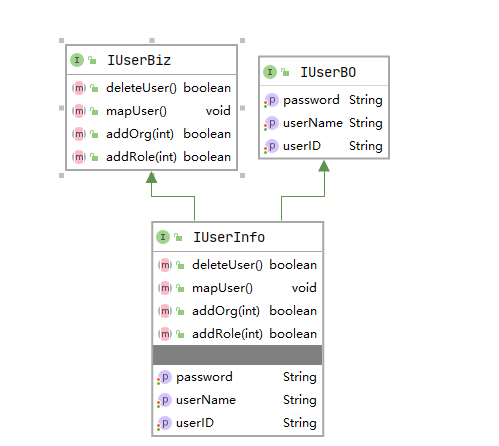 IUserBiz
deleteUser() boolean
mapUser() void
addOrg(int) boolean
addRole(int) boolean
IUserBO
password String
userName String
userID String
IUserInfo
deleteUser() boolean
mapUser() void
addOrg(int) boolean
addRole(int) boolean
password String
userName String
userID String